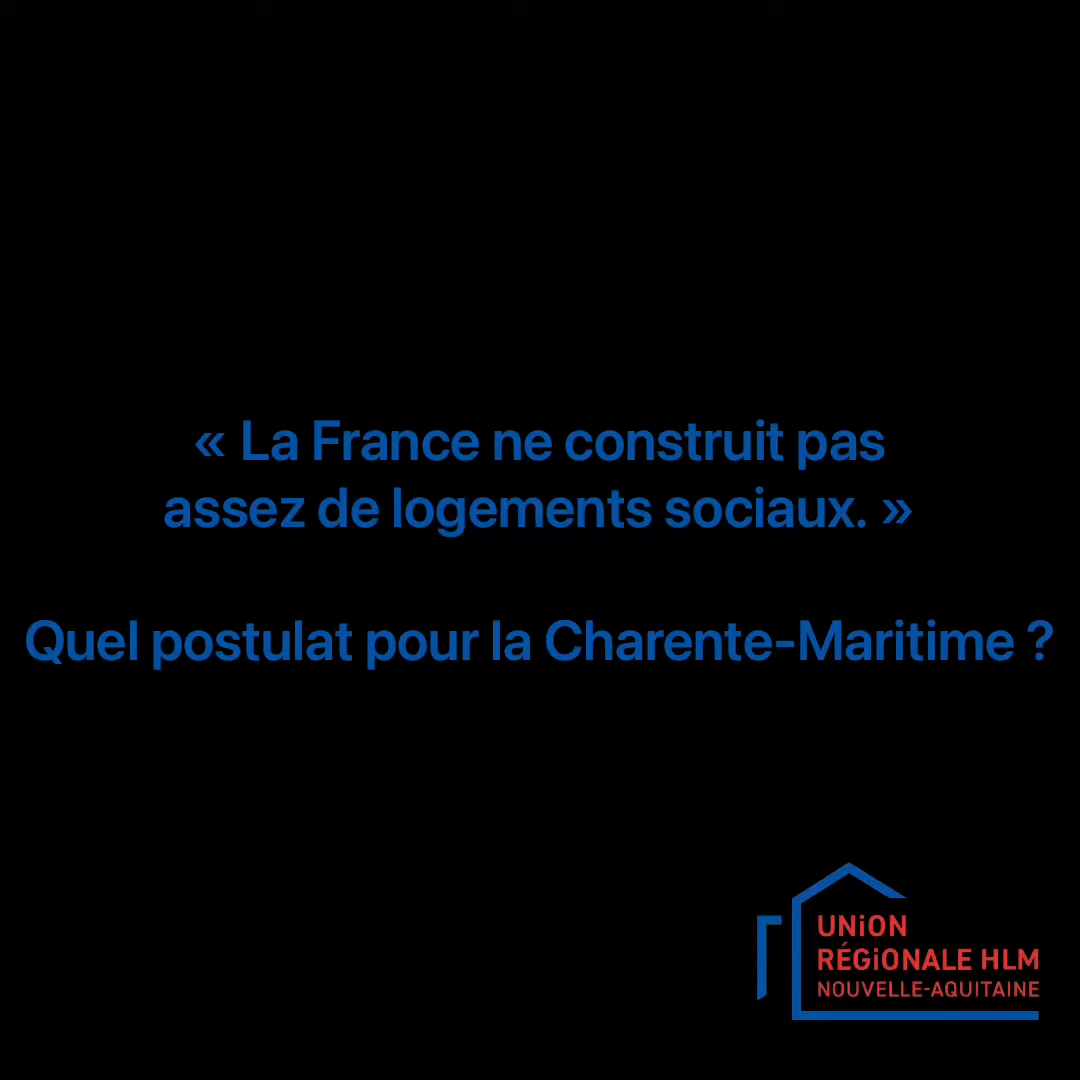 « La France ne construit pas
assez de logements sociaux. »
Quel postulat pour la Charente-Maritime ?
UNiON
RÉGiONALE HLM
NOUVELLE-AQUITAINE